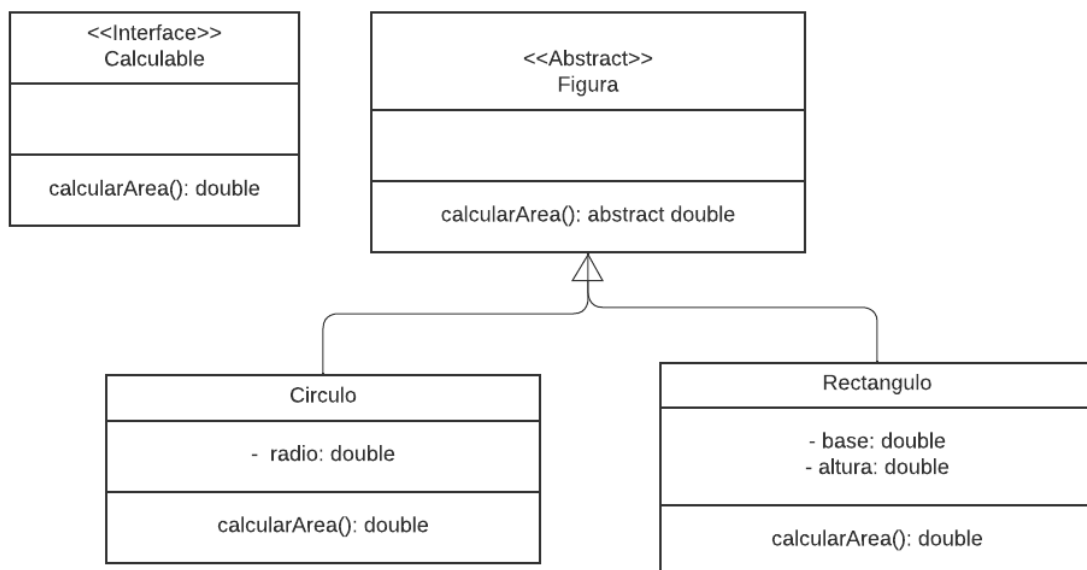 <<Interface>>
Calculable
calcularArea(): double
<<Abstract>>
Figura
calcularArea(): abstract double
Circulo
- radio: double
calcularArea(): double
Rectangulo
- base: double
- altura: double
calcularArea(): double